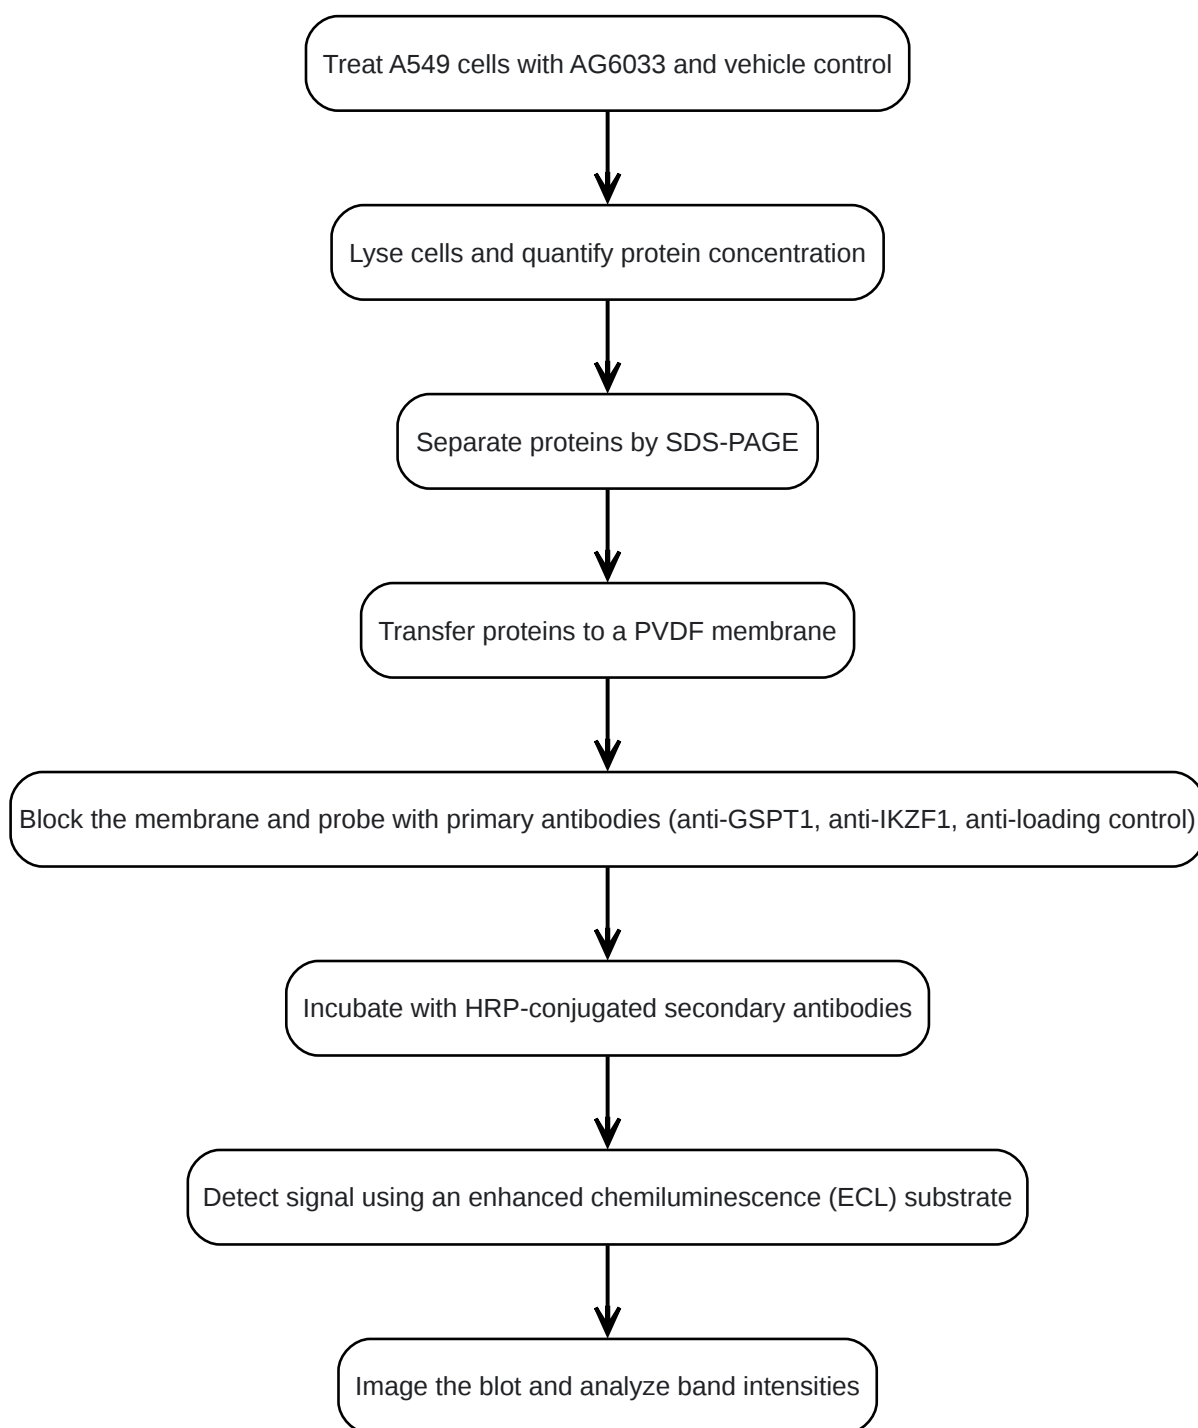 Treat A549 cells with AG6033 and vehicle control
Lyse cells and quantify protein concentration
Separate proteins by SDS-PAGE
Transfer proteins to a PVDF membrane
Block the membrane and probe with primary antibodies (anti-GSPT1, anti-IKZF1, anti-loading control)
Incubate with HRP-conjugated secondary antibodies
Detect signal using an enhanced chemiluminescence (ECL) substrate
Image the blot and analyze band intensities